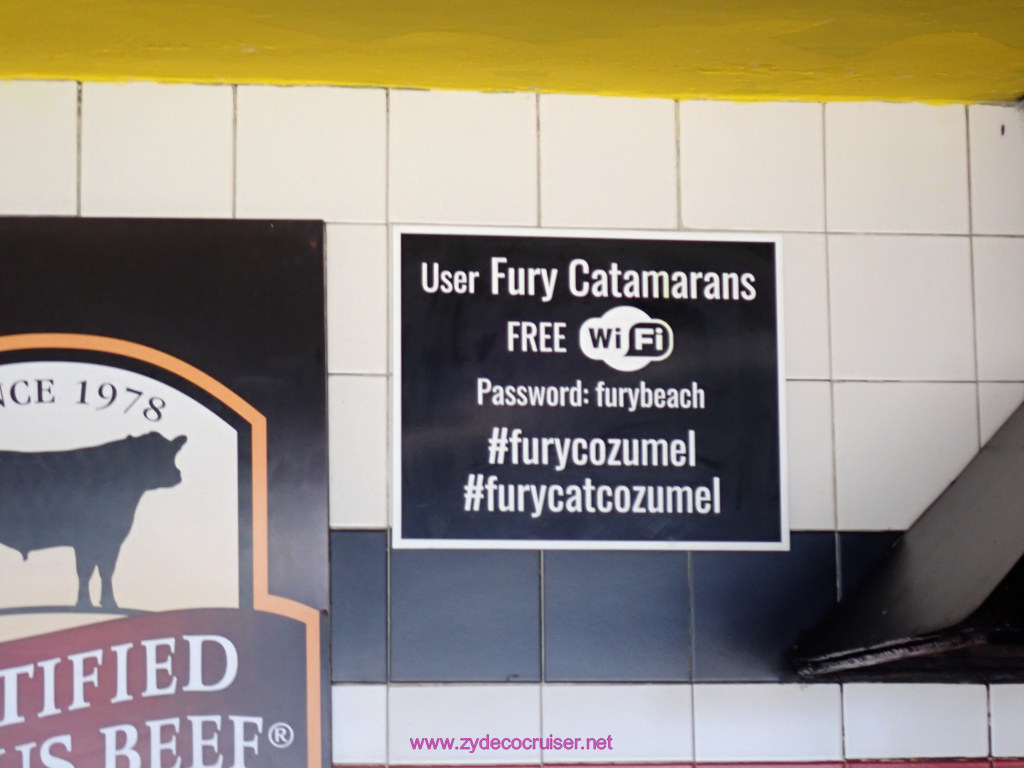 User Fury Catamarans
FREE WiFi
Password: furybeach
#furycozumel
#furycatcozumel
NCE 1978
TIFIED
US BEEF®
www.zydecocruiser.net